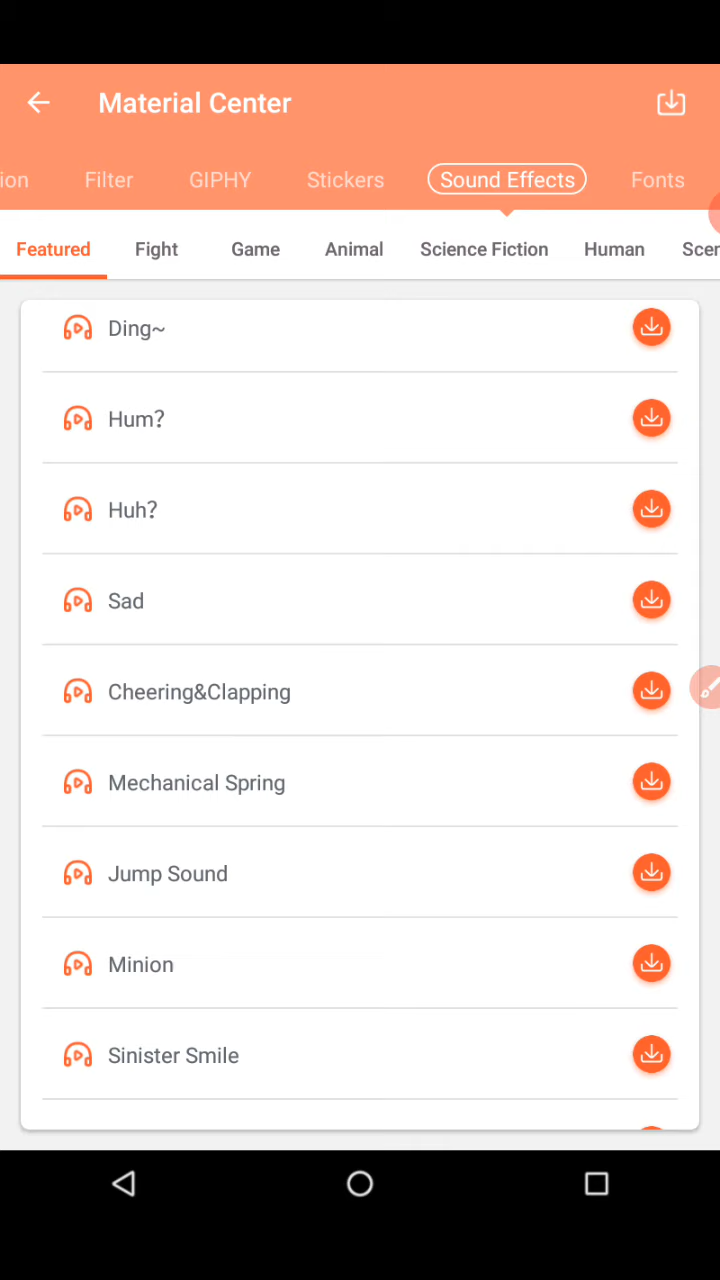 Material Center
ion Filter GIPHY Stickers Sound Effects Fonts
Featured Fight Game Animal Science Fiction Human Scen
Ding~
Hum?
Huh?
Sad
Cheering&Clapping
Mechanical Spring
Jump Sound
Minion
Sinister Smile